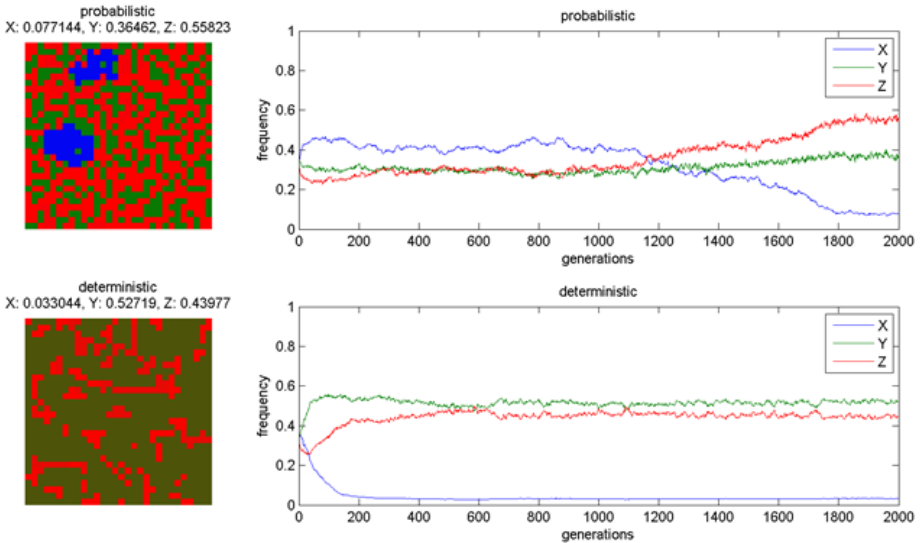 probabilistic
X: 0.077144, Y: 0.36462, Z: 0.55823
probabilistic
1
0.8
0.6
0.4
0.2
0
frequency
X
Y
Z
0 200 400 600 800 1000 1200 1400 1600 1800 2000
generations
deterministic
X: 0.033044, Y: 0.52719, Z: 0.43977
deterministic
1
0.8
0.6
0.4
0.2
0
frequency
X
Y
Z
0 200 400 600 800 1000 1200 1400 1600 1800 2000
generations